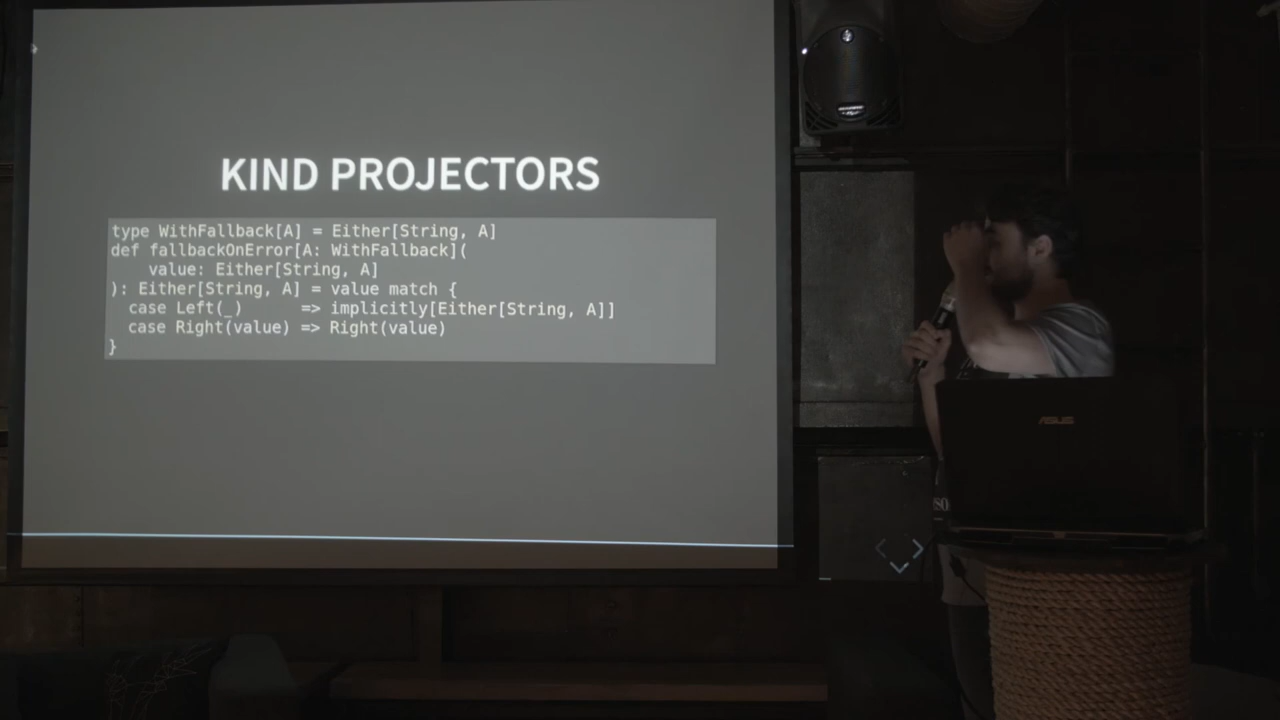 KIND PROJECTORS
type WithFallback[A] = Either[String, A]
def fallbackOnError[A: WithFallback](
    value: Either[String, A]
): Either[String, A] = value match {
  case Left(_)      => implicitly[Either[String, A]]
  case Right(value) => Right(value)
}
ASUS